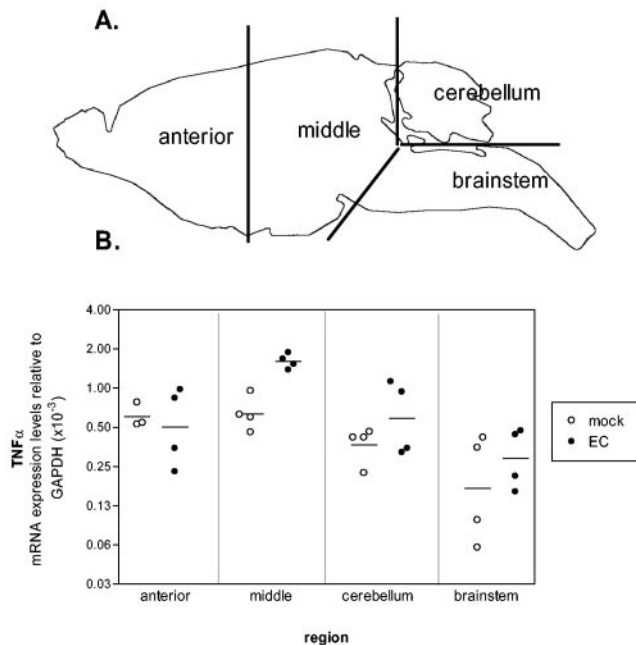 A.
cerebellum
anterior
middle
brainstem
B.
TNFα
mRNA expression levels relative to
GAPDH (x10⁻³)
4.00
2.00
1.00
0.50
0.25
0.13
0.06
0.03
mock
EC
anterior
middle
cerebellum
brainstem
region